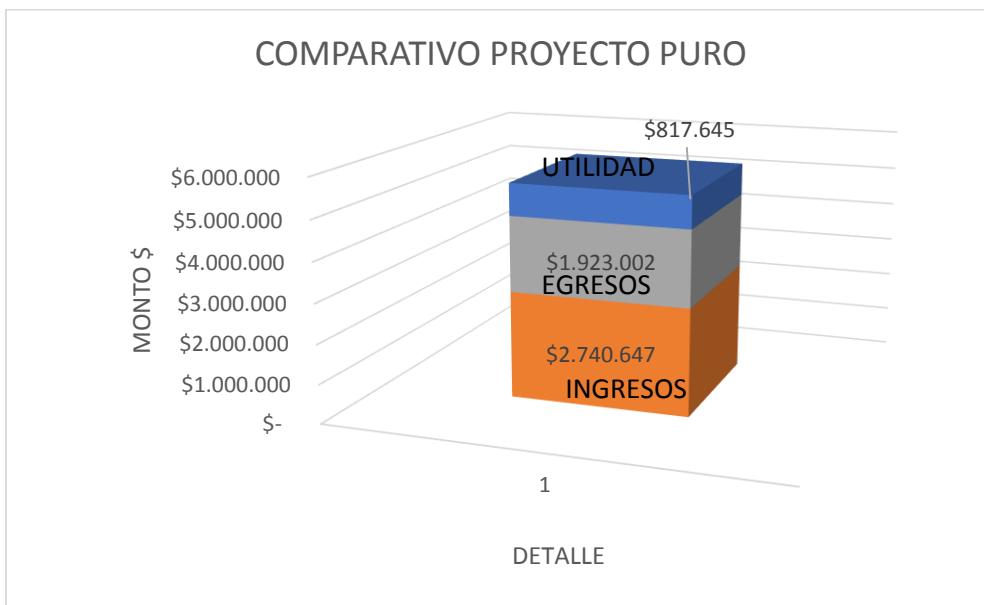 COMPARATIVO PROYECTO PURO
$817.645
UTILIDAD
$6.000.000
$5.000.000
$4.000.000
$3.000.000
$2.000.000
$1.000.000
$-
MONTO $
$1.923.002
EGRESOS
$2.740.647
INGRESOS
1
DETALLE